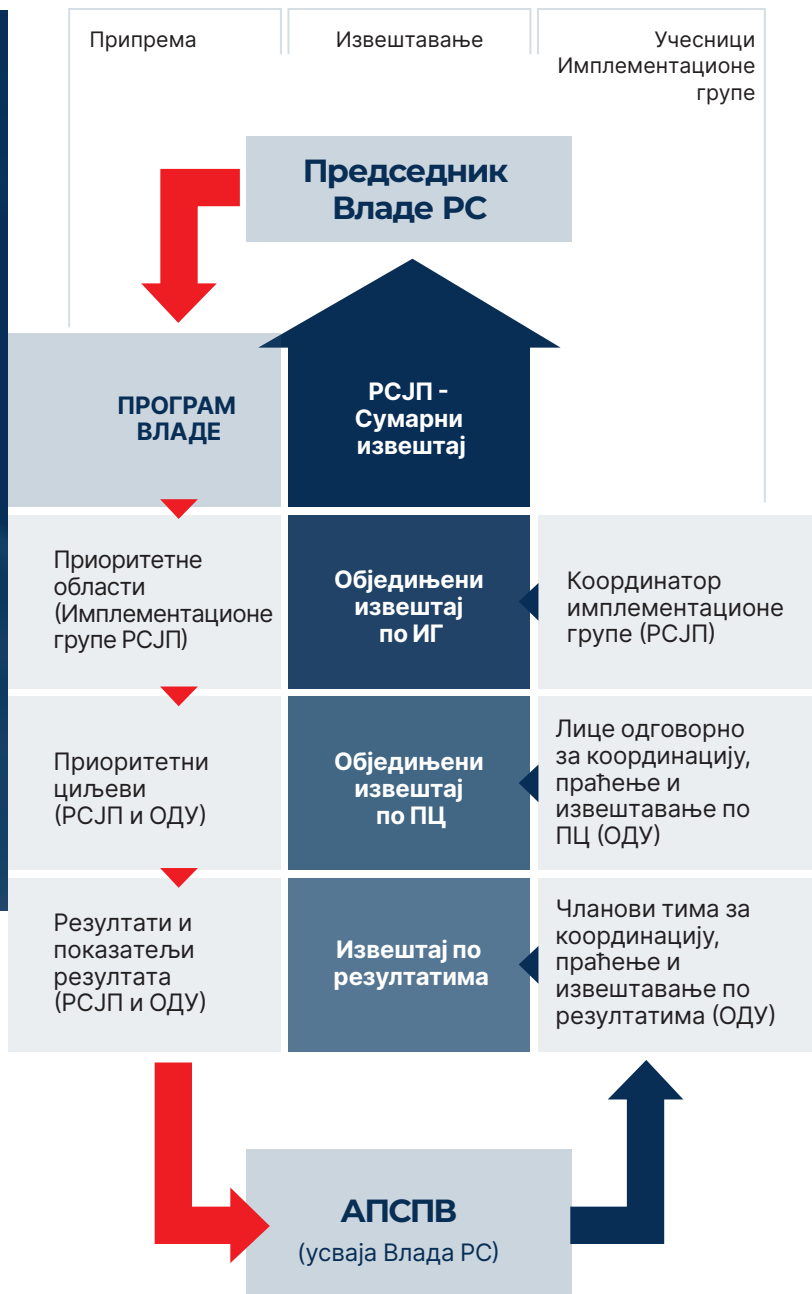 Припрема
Извештавање
Учесници
Имплементационе
групе
Председник
Владе РС
ПРОГРАМ
ВЛАДЕ
РСЈП -
Сумарни
извештај
Приоритетне
области
(Имплементационе
групе РСЈП)
Обједињени
извештај
по ИГ
Координатор
имплементационе
групе (РСЈП)
Приоритетни
циљеви
(РСЈП и ОДУ)
Обједињени
извештај
по ПЦ
Лице одговорно
за координацију,
праћење и
извештавање по
ПЦ (ОДУ)
Резултати и
показатељи
резултата
(РСЈП и ОДУ)
Извештај по
резултатима
Чланови тима за
координацију,
праћење и
извештавање по
резултатима (ОДУ)
АПСПВ
(усваја Влада РС)